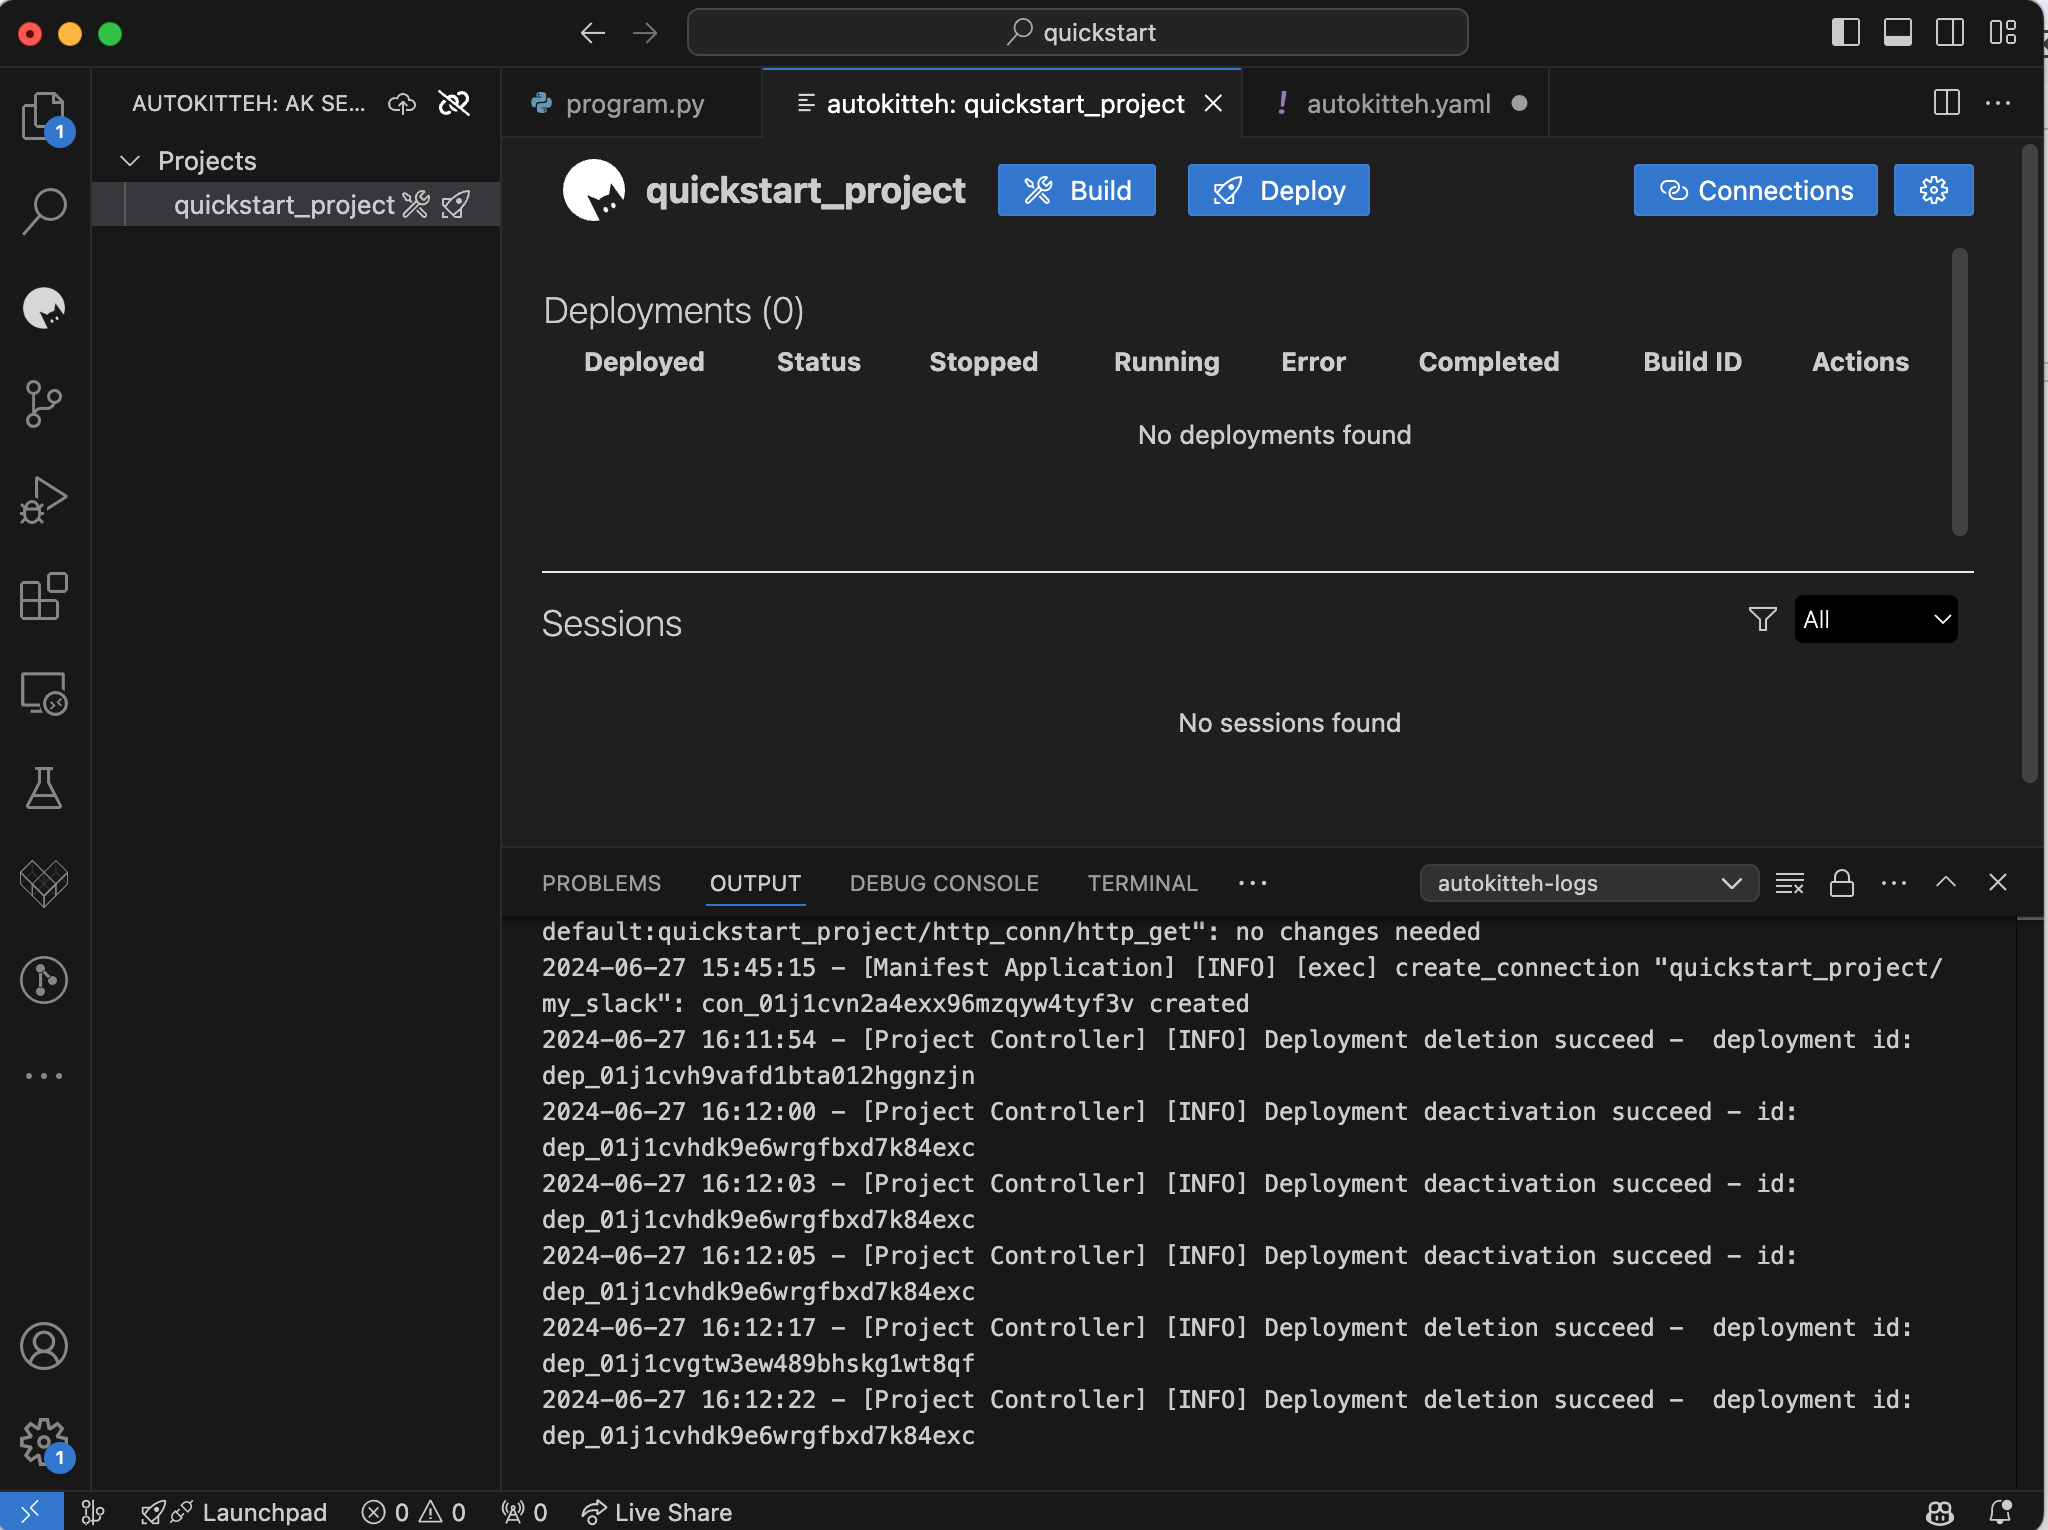 quickstart
AUTOKITTEH: AK SE...
Projects
quickstart_project
program.py
autokitteh: quickstart_project
autokitteh.yaml
quickstart_project
Build
Deploy
Connections
Deployments (0)
Deployed Status Stopped Running Error Completed Build ID Actions
No deployments found
Sessions
All
No sessions found
PROBLEMS OUTPUT DEBUG CONSOLE TERMINAL
autokitteh-logs
default:quickstart_project/http_conn/http_get": no changes needed
2024-06-27 15:45:15 - [Manifest Application] [INFO] [exec] create_connection "quickstart_project/
my_slack": con_01j1cvn2a4exx96mzqyw4tyf3v created
2024-06-27 16:11:54 - [Project Controller] [INFO] Deployment deletion succeed -  deployment id:
dep_01j1cvh9vafd1bta012hggnzjn
2024-06-27 16:12:00 - [Project Controller] [INFO] Deployment deactivation succeed - id:
dep_01j1cvhdk9e6wrgfbxd7k84exc
2024-06-27 16:12:03 - [Project Controller] [INFO] Deployment deactivation succeed - id:
dep_01j1cvhdk9e6wrgfbxd7k84exc
2024-06-27 16:12:05 - [Project Controller] [INFO] Deployment deactivation succeed - id:
dep_01j1cvhdk9e6wrgfbxd7k84exc
2024-06-27 16:12:17 - [Project Controller] [INFO] Deployment deletion succeed -  deployment id:
dep_01j1cvgtw3ew489bhskg1wt8qf
2024-06-27 16:12:22 - [Project Controller] [INFO] Deployment deletion succeed -  deployment id:
dep_01j1cvhdk9e6wrgfbxd7k84exc
1
1
Launchpad 0 0 0 Live Share